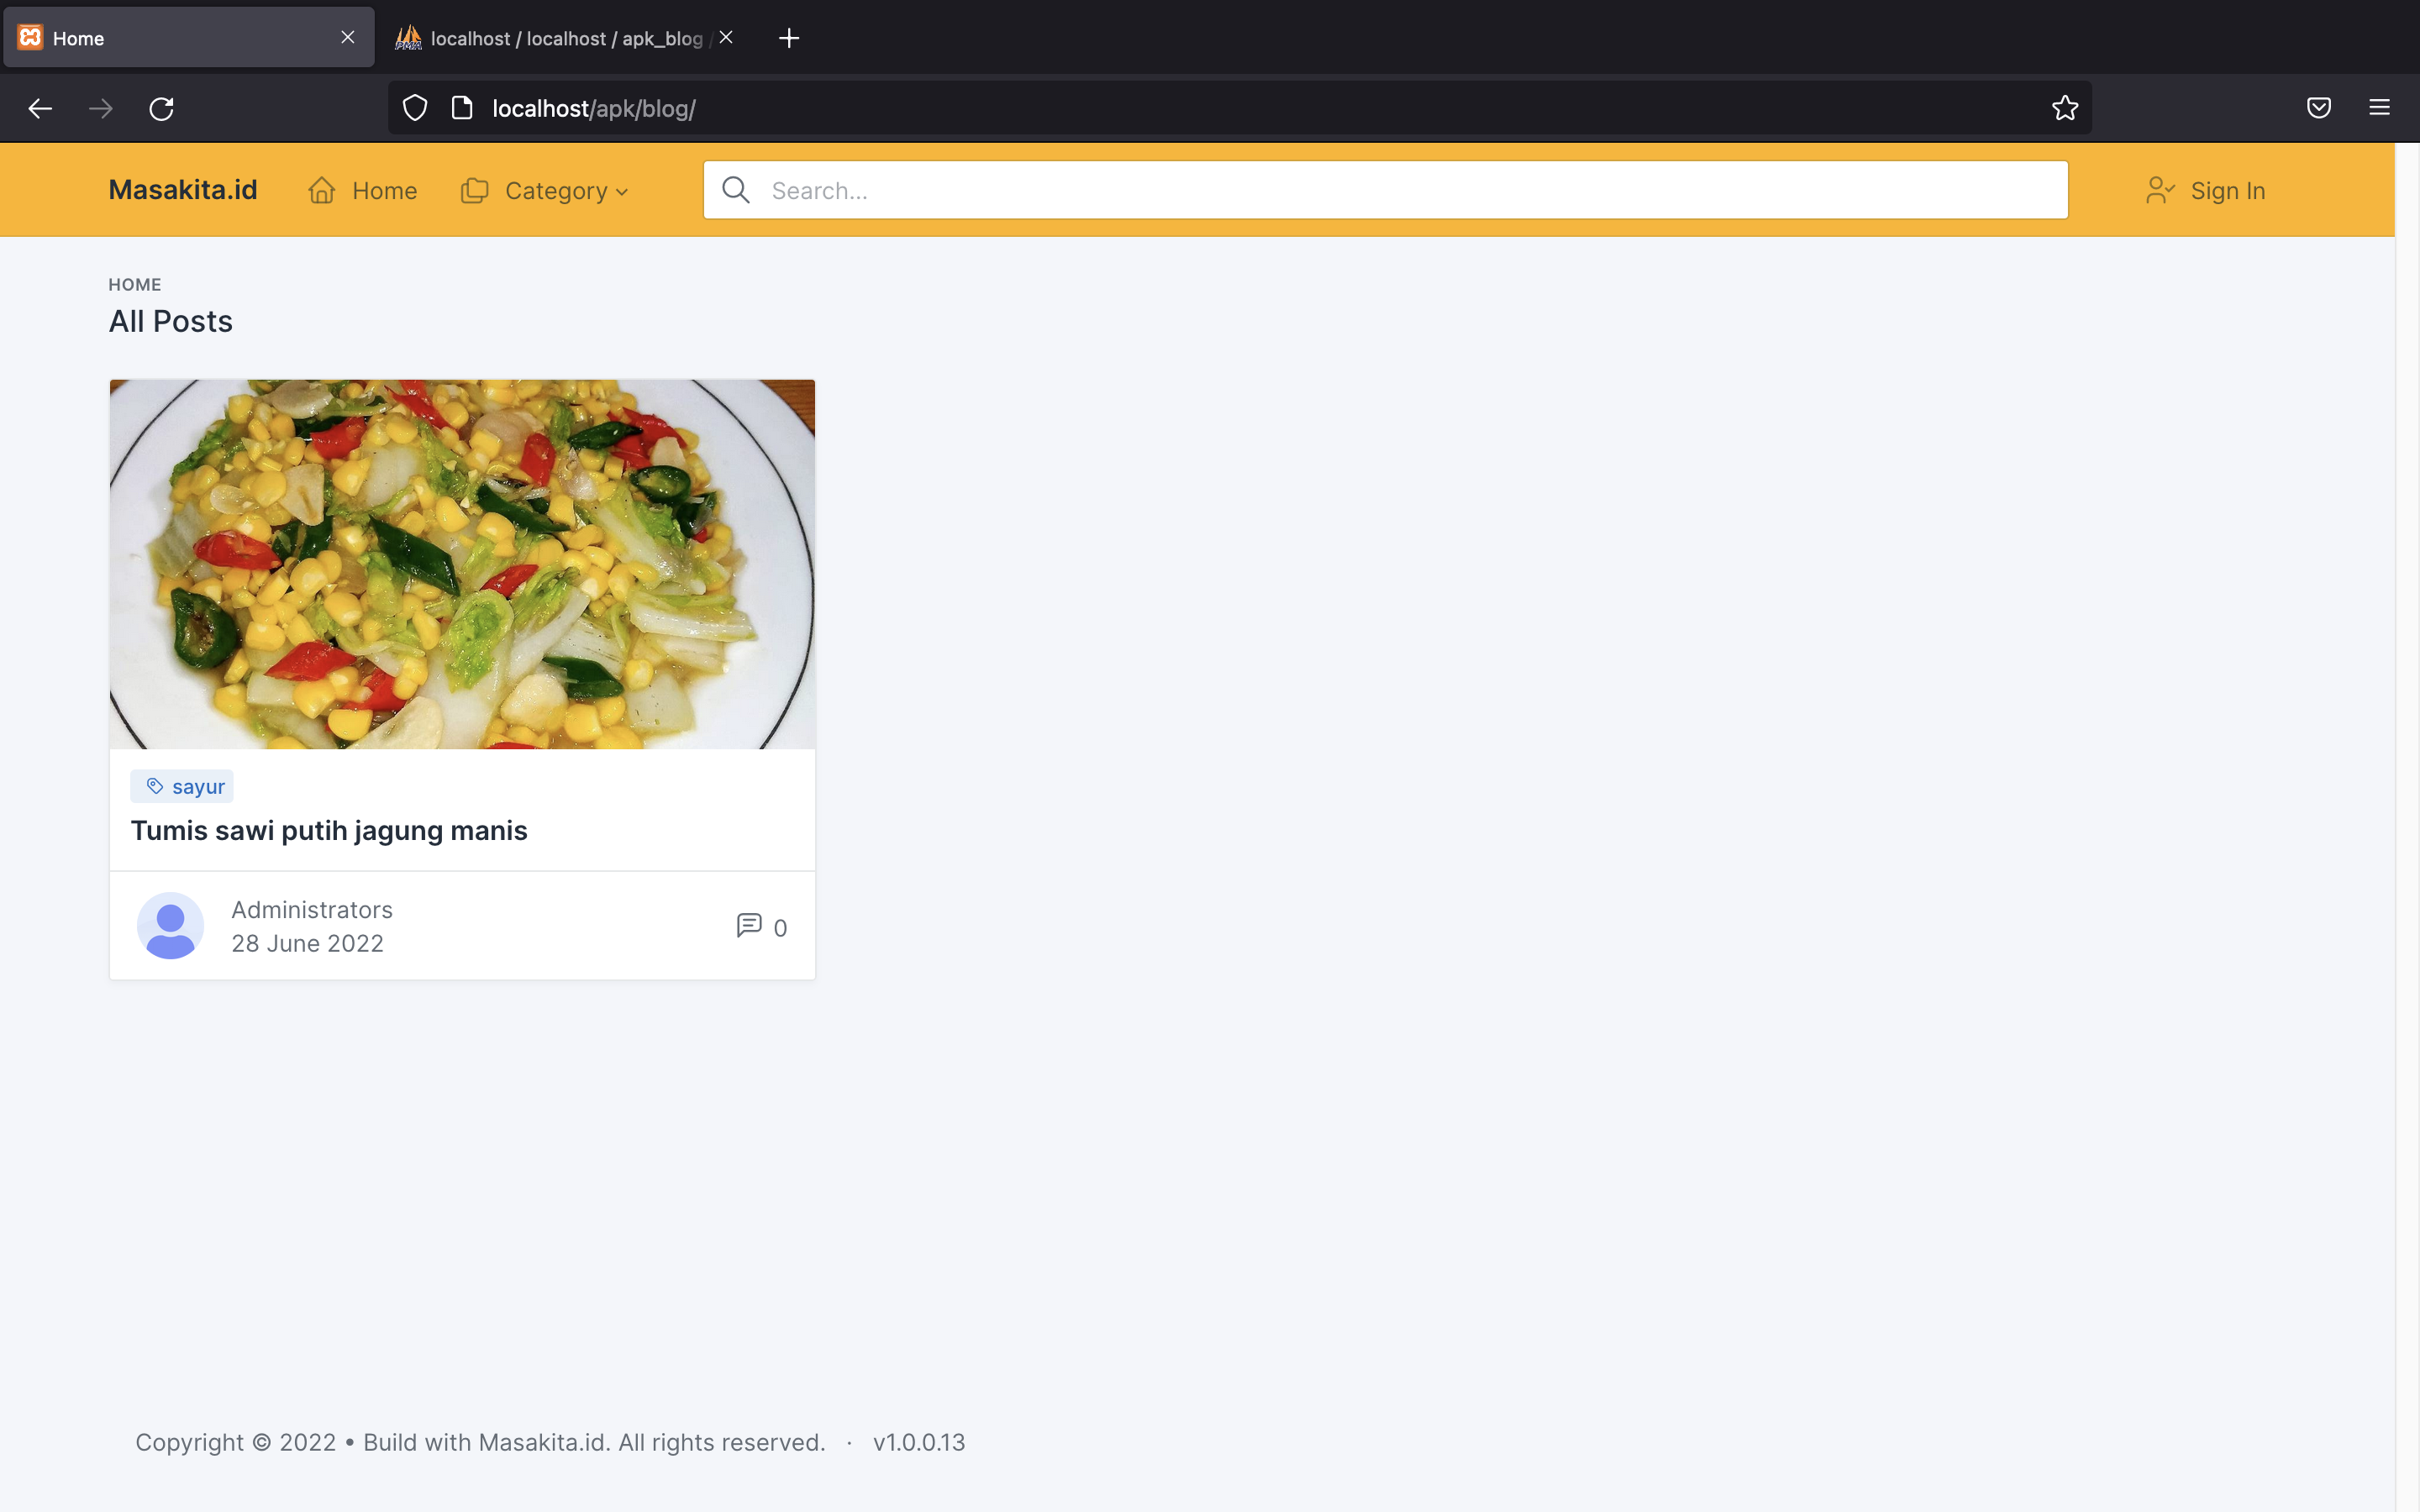 Home
localhost / localhost / apk_blog /
localhost/apk/blog/
Masakita.id
Home
Category
Search...
Sign In
HOME
All Posts
sayur
Tumis sawi putih jagung manis
Administrators
28 June 2022
0
Copyright © 2022 • Build with Masakita.id. All rights reserved. · v1.0.0.13